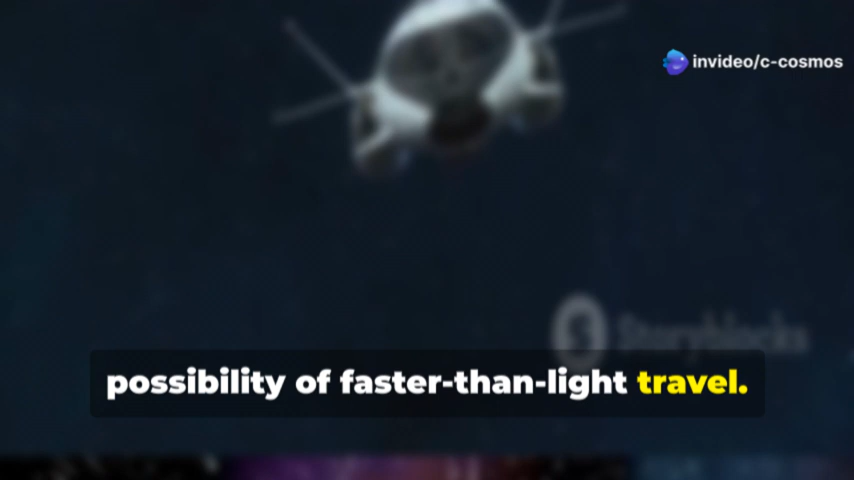 invideo/c-cosmos
Storyblocks
possibility of faster-than-light travel.